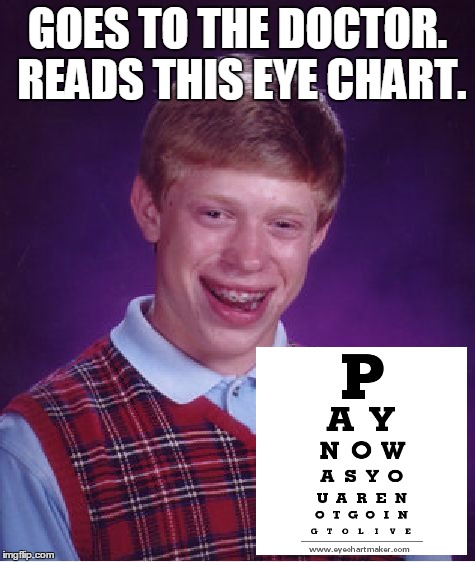 GOES TO THE DOCTOR.
READS THIS EYE CHART.
P
A Y
N O W
A S Y O
U A R E N
O T G O I N
G T O L I V E
www.eyechartmaker.com
imgflip.com